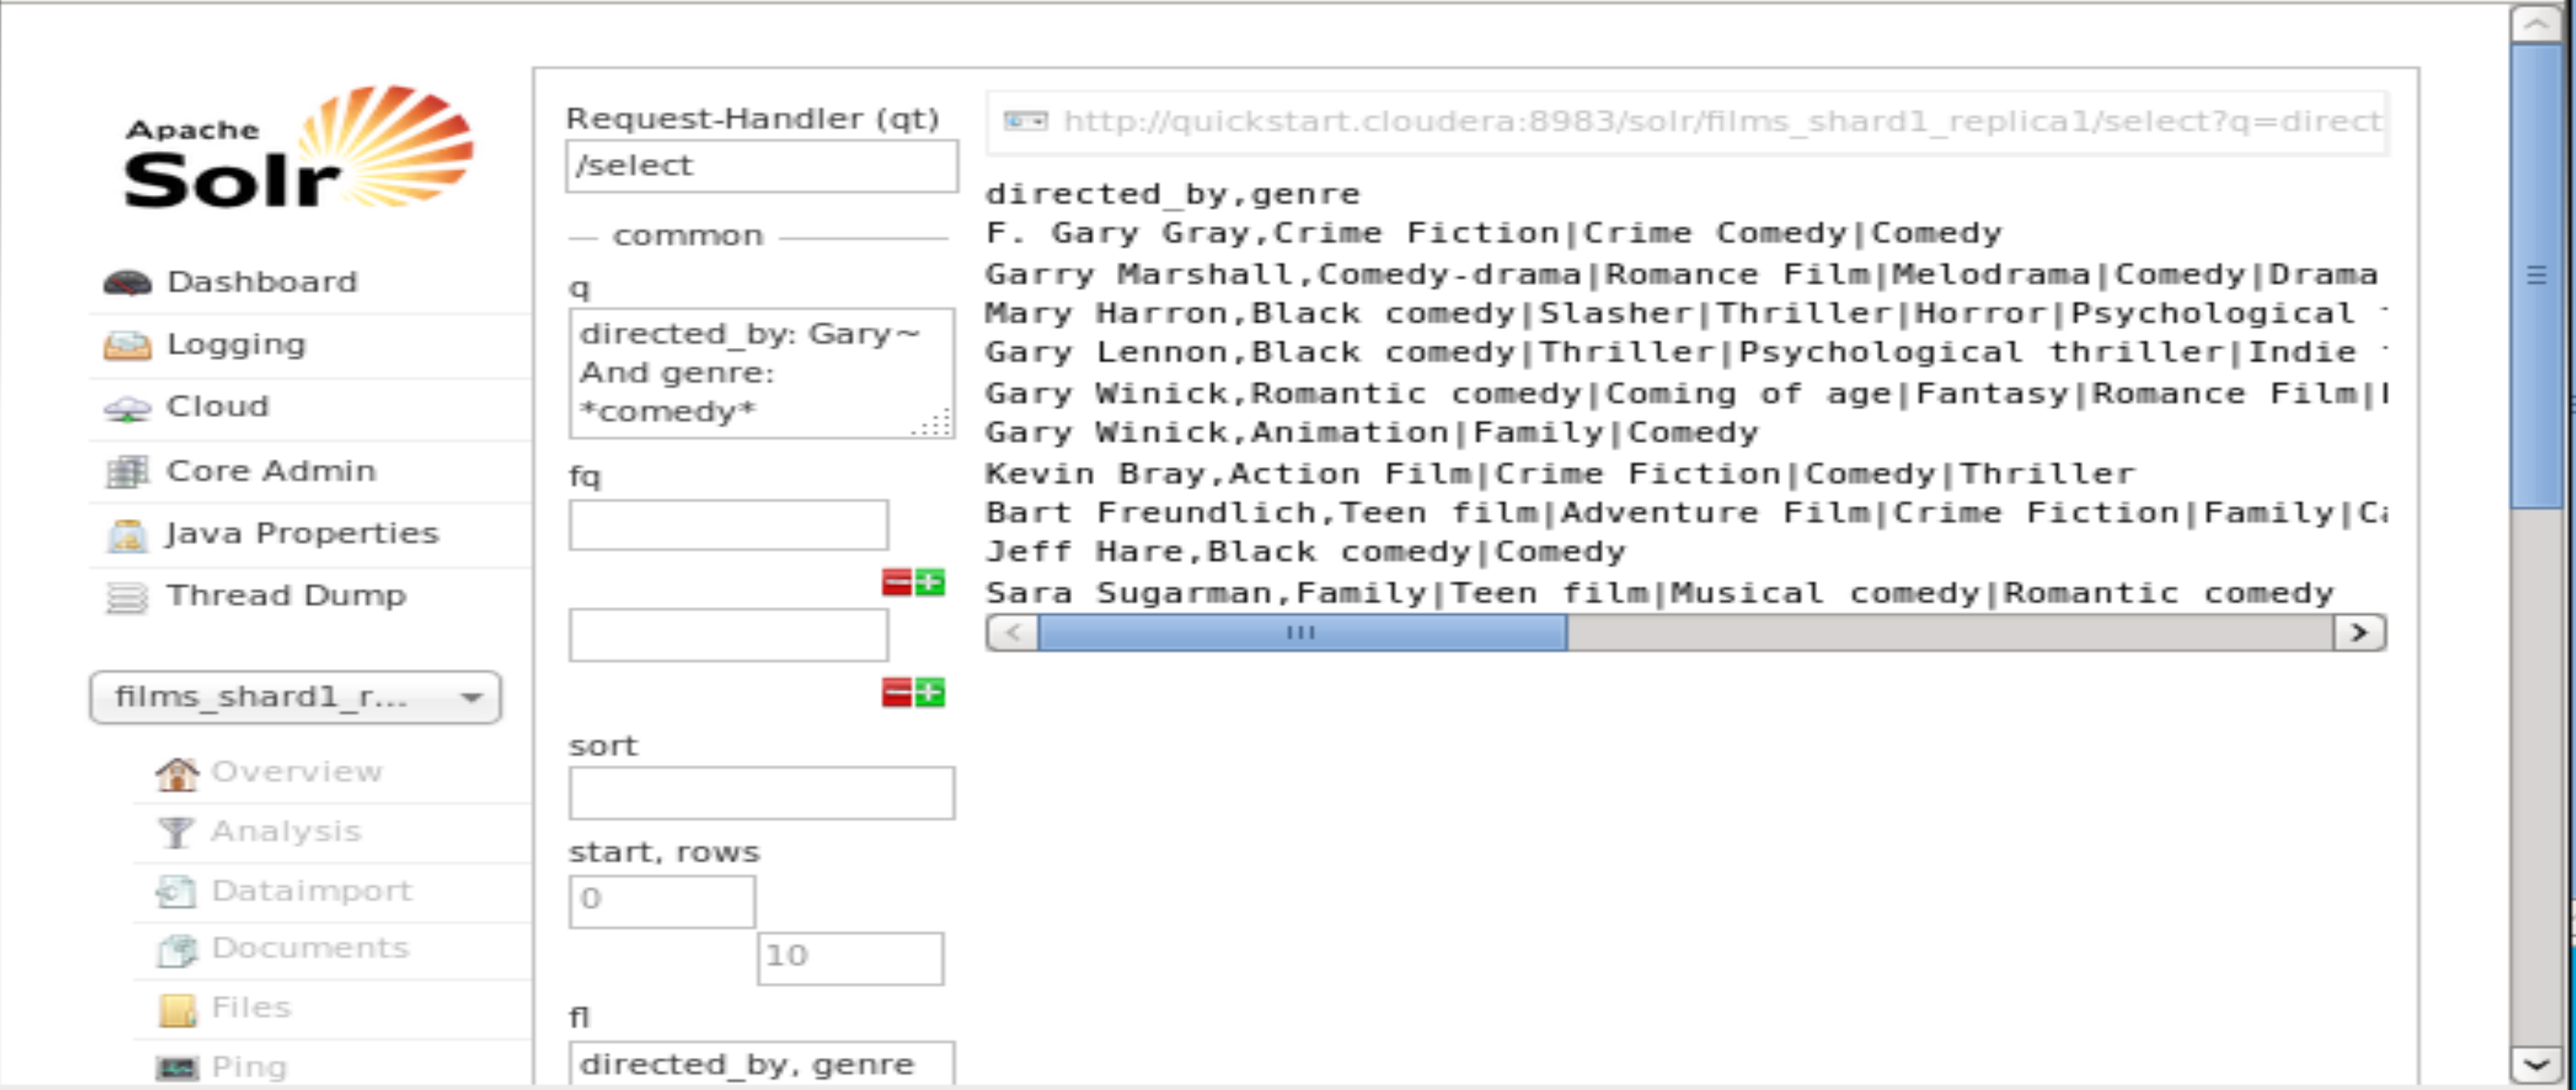 Apache
Solr
Dashboard
Logging
Cloud
Core Admin
Java Properties
Thread Dump
films_shard1_r...
Overview
Analysis
Dataimport
Documents
Files
Ping
Request-Handler (qt)
/select
common
q
directed_by: Gary~
And genre:
*comedy*
fq
sort
start, rows
0
10
fl
directed_by, genre
http://quickstart.cloudera:8983/solr/films_shard1_replica1/select?q=direct
directed_by,genre
F. Gary Gray,Crime Fiction|Crime Comedy|Comedy
Garry Marshall,Comedy-drama|Romance Film|Melodrama|Comedy|Drama
Mary Harron,Black comedy|Slasher|Thriller|Horror|Psychological
Gary Lennon,Black comedy|Thriller|Psychological thriller|Indie
Gary Winick,Romantic comedy|Coming of age|Fantasy|Romance Film|
Gary Winick,Animation|Family|Comedy
Kevin Bray,Action Film|Crime Fiction|Comedy|Thriller
Bart Freundlich,Teen film|Adventure Film|Crime Fiction|Family|Ca
Jeff Hare,Black comedy|Comedy
Sara Sugarman,Family|Teen film|Musical comedy|Romantic comedy